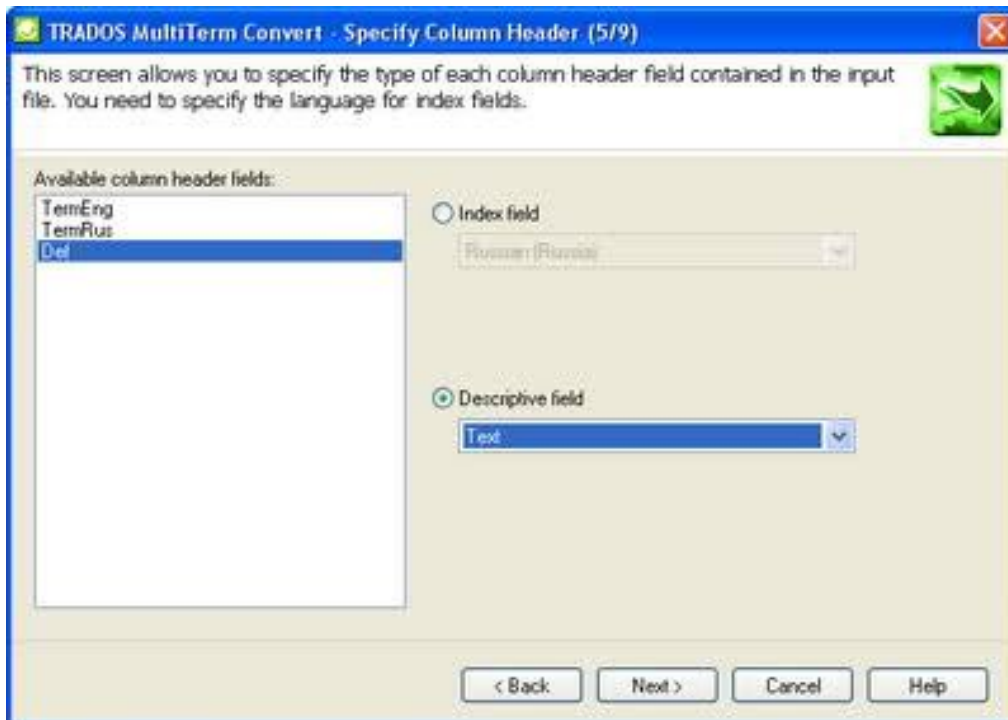 TRADOS MultiTerm Convert - Specify Column Header (5/9)
This screen allows you to specify the type of each column header field contained in the input
file. You need to specify the language for index fields.
Available column header fields:
TermEng
TermRus
Def
Index field
Russian (Russia)
Descriptive field
Text
< Back
Next >
Cancel
Help